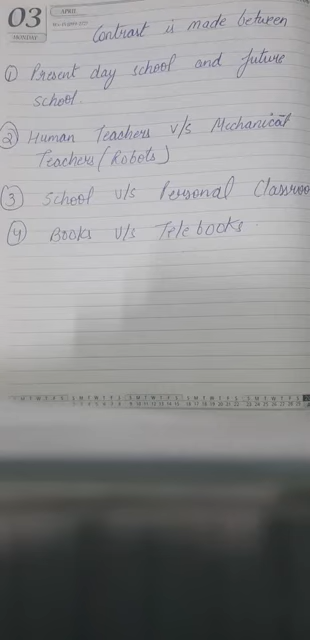 03
APRIL
MONDAY
Contrast is made between
① Present day school and future
school.
② Human Teachers v/s Mechanical
Teachers (Robots)
③ School v/s Personal Classroo
④ Books v/s Telebooks.